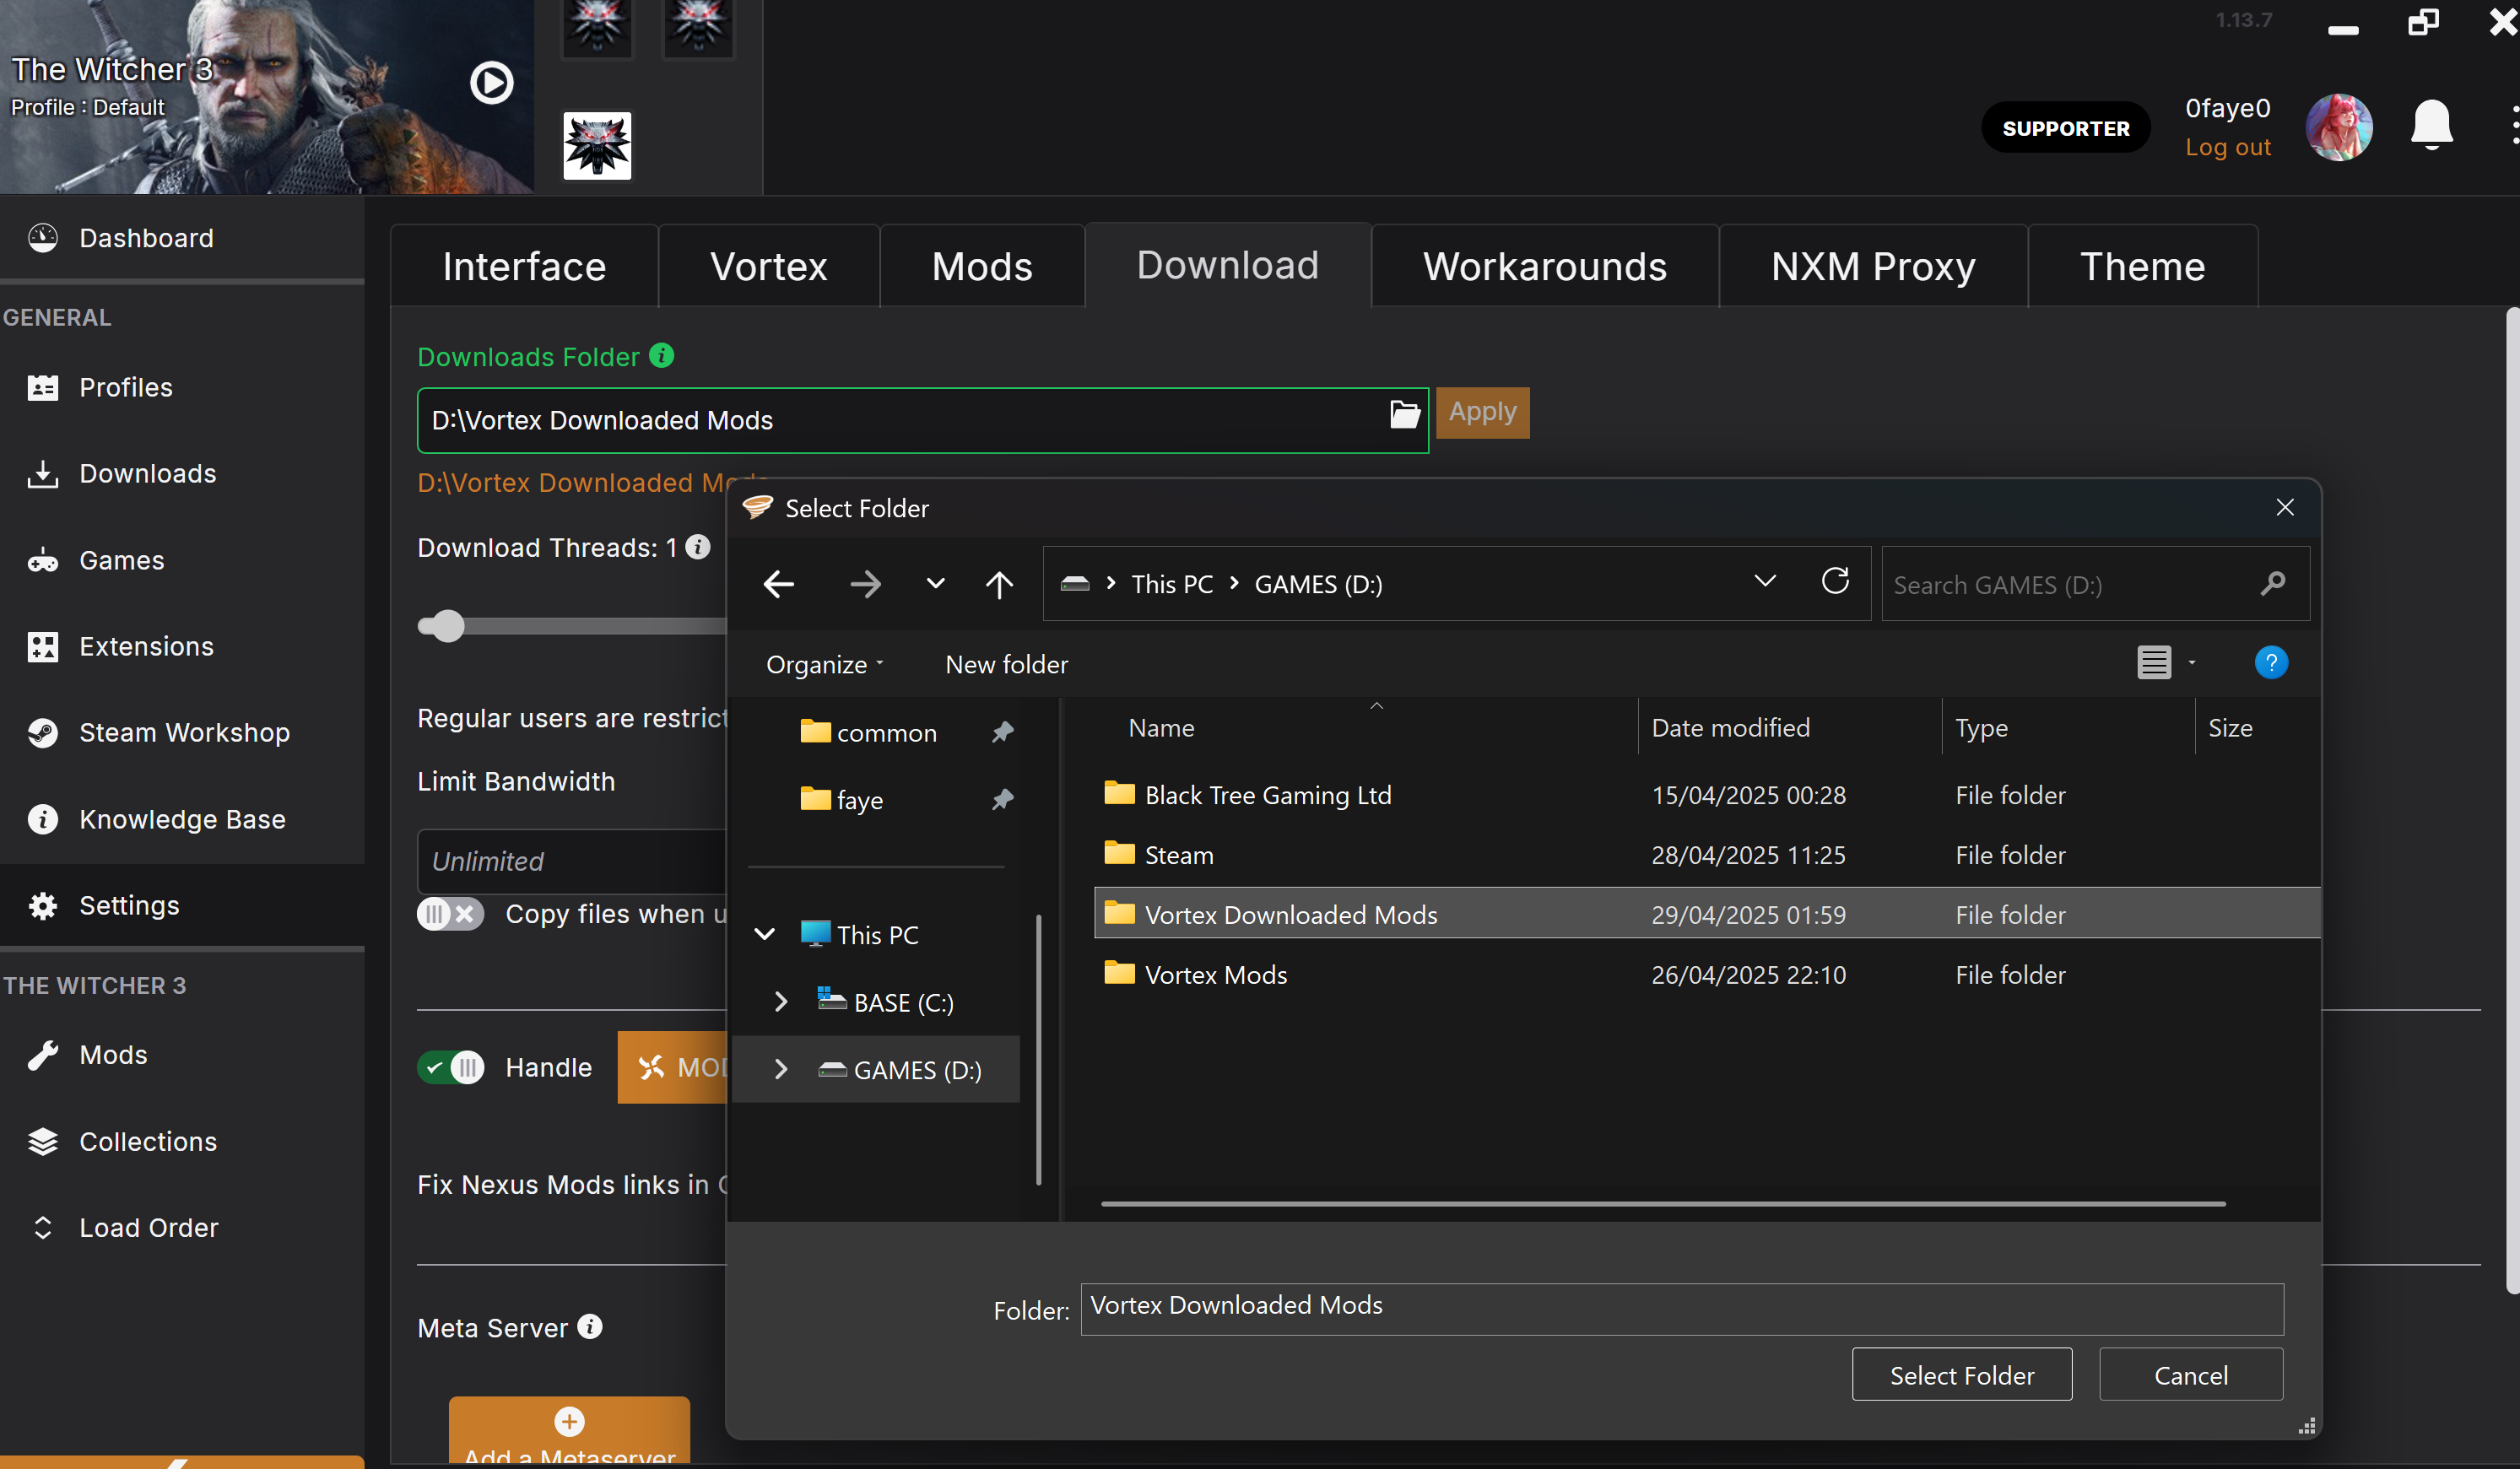 The Witcher 3
Profile : Default
1.13.7
SUPPORTER
0faye0
Log out
Dashboard
GENERAL
Profiles
Downloads
Games
Extensions
Steam Workshop
Knowledge Base
Settings
THE WITCHER 3
Mods
Collections
Load Order
Interface
Vortex
Mods
Download
Workarounds
NXM Proxy
Theme
Downloads Folder
D:\Vortex Downloaded Mods
Apply
D:\Vortex Downloaded
Download Threads: 1
Regular users are
Limit Bandwidth
Unlimited
Copy files when
Handle
Fix Nexus Mods links in
Meta Server
Add a Metaserver
Select Folder
This PC > GAMES (D:)
Search GAMES (D:)
Organize
New folder
common
faye
This PC
BASE (C:)
GAMES (D:)
Name Date modified Type Size
Black Tree Gaming Ltd 15/04/2025 00:28 File folder
Steam 28/04/2025 11:25 File folder
Vortex Downloaded Mods 29/04/2025 01:59 File folder
Vortex Mods 26/04/2025 22:10 File folder
Folder: Vortex Downloaded Mods
Select Folder
Cancel